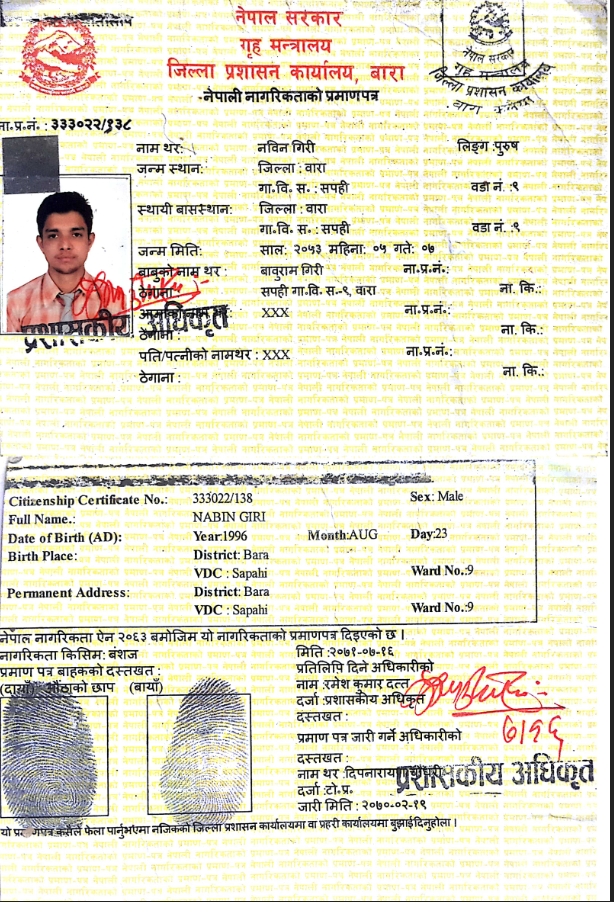 नेपाल सरकार
गृह मन्त्रालय
जिल्ला प्रशासन कार्यालय, बारा
नेपाली नागरिकताको प्रमाणपत्र
नेपाल सरकार
गृह मन्त्रालय
जिल्ला प्रशासन कार्यालय
ना.प्र.नं. : ३३३०२२/१३८
नाम थर: नविन गिरी लिङ्ग :पुरुष
जन्म स्थान: जिल्ला : वारा
गा.वि. स. : सपही वडा नं. :९
स्थायी बासस्थान: जिल्ला : वारा
गा.वि. स. : सपही वडा नं. :९
जन्म मिति: साल: २०५३ महिना: ०५ गते: ०७
बाबुको नाम थर : बावुराम गिरी ना.प्र.नं.:
ठेगाना: सपही गा.वि. स.-९, वारा ना. कि.:
XXX ना.प्र.नं.:
ठेगाना : ना. कि.:
प्रशासकीय अधिकृत
पति/पत्नीको नामथर : XXX ना.प्र.नं.:
ठेगाना : ना. कि.:
Citizenship Certificate No.: 333022/138 Sex: Male
Full Name.: NABIN GIRI
Date of Birth (AD): Year:1996 Month:AUG Day:23
Birth Place: District: Bara
VDC : Sapahi Ward No.:9
Permanent Address: District: Bara
VDC : Sapahi Ward No.:9
नेपाल नागरिकता ऐन २०६३ बमोजिम यो नागरिकताको प्रमाणपत्र दिइएको छ ।
नागरिकता किसिम: बंशज
प्रमाण पत्र बाहकको दस्तखत :
(दायाँ) औंठाको छाप (बायाँ)
मिति :२०७१-०७-१६
प्रतिलिपि दिने अधिकारीको
नाम :रमेश कुमार दत्त
दर्जा :प्रशासकीय अधिकृत
दस्तखत :
७।१६
प्रमाण पत्र जारी गर्ने अधिकारीको
दस्तखत :
नाम थर :दिपनारायण
प्रशासकीय अधिकृत
दर्जा :टो.प्र.
जारी मिति : २०७०-०२-१९
यो प्रमाणपत्र कसैले फेला पार्नुभएमा नजिकको जिल्ला प्रशासन कार्यालयमा वा प्रहरी कार्यालयमा बुझाईदिनुहोला ।